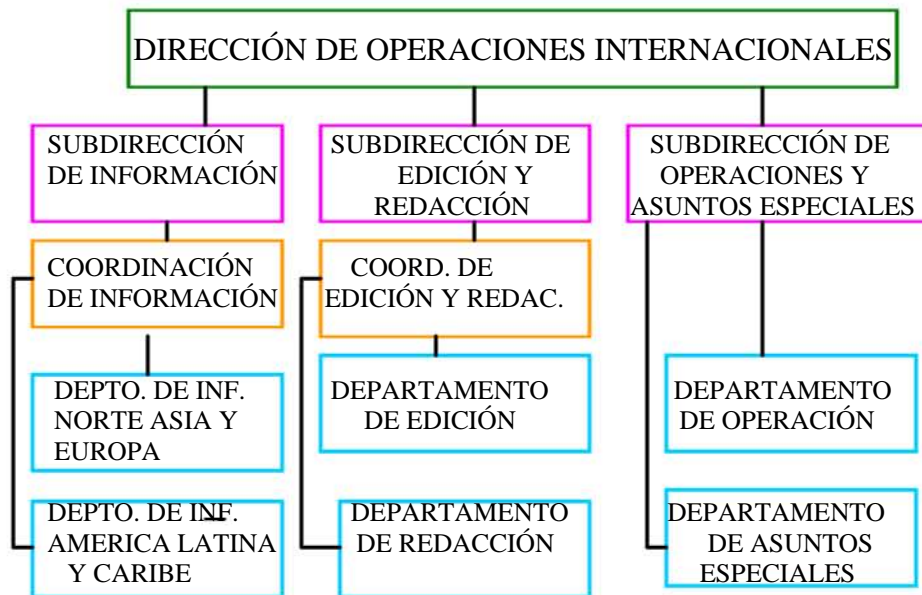 DIRECCIÓN DE OPERACIONES INTERNACIONALES
SUBDIRECCIÓN
DE INFORMACIÓN
SUBDIRECCIÓN DE
EDICIÓN Y
REDACCIÓN
SUBDIRECCIÓN DE
OPERACIONES Y
ASUNTOS ESPECIALES
COORDINACIÓN
DE INFORMACIÓN
COORD. DE
EDICIÓN Y REDAC.
DEPTO. DE INF.
NORTE ASIA Y
EUROPA
DEPARTAMENTO
DE EDICIÓN
DEPARTAMENTO
DE OPERACIÓN
DEPTO. DE INF.
AMERICA LATINA
Y CARIBE
DEPARTAMENTO
DE REDACCIÓN
DEPARTAMENTO
DE ASUNTOS
ESPECIALES